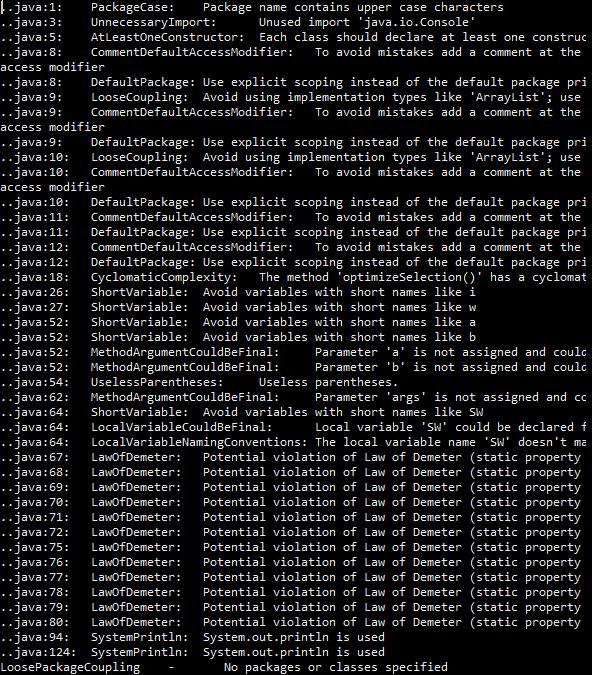 ..java:1:    PackageCase:    Package name contains upper case characters
..java:3:    UnnecessaryImport:      Unused import 'java.io.Console'
..java:5:    AtLeastOneConstructor:  Each class should declare at least one construc
..java:8:    CommentDefaultAccessModifier:   To avoid mistakes add a comment at the
access modifier
..java:8:    DefaultPackage: Use explicit scoping instead of the default package pri
..java:9:    LooseCoupling:  Avoid using implementation types like 'ArrayList'; use
..java:9:    CommentDefaultAccessModifier:   To avoid mistakes add a comment at the
access modifier
..java:9:    DefaultPackage: Use explicit scoping instead of the default package pri
..java:10:   LooseCoupling:  Avoid using implementation types like 'ArrayList'; use
..java:10:   CommentDefaultAccessModifier:   To avoid mistakes add a comment at the
access modifier
..java:10:   DefaultPackage: Use explicit scoping instead of the default package pri
..java:11:   CommentDefaultAccessModifier:   To avoid mistakes add a comment at the
..java:11:   DefaultPackage: Use explicit scoping instead of the default package pri
..java:12:   CommentDefaultAccessModifier:   To avoid mistakes add a comment at the
..java:12:   DefaultPackage: Use explicit scoping instead of the default package pri
..java:18:   CyclomaticComplexity:   The method 'optimizeSelection()' has a cyclomat
..java:26:   ShortVariable:  Avoid variables with short names like i
..java:27:   ShortVariable:  Avoid variables with short names like w
..java:52:   ShortVariable:  Avoid variables with short names like a
..java:52:   ShortVariable:  Avoid variables with short names like b
..java:52:   MethodArgumentCouldBeFinal:     Parameter 'a' is not assigned and could
..java:52:   MethodArgumentCouldBeFinal:     Parameter 'b' is not assigned and could
..java:54:   UselessParentheses:     Useless parentheses.
..java:62:   MethodArgumentCouldBeFinal:     Parameter 'args' is not assigned and co
..java:64:   ShortVariable:  Avoid variables with short names like SW
..java:64:   LocalVariableCouldBeFinal:      Local variable 'SW' could be declared f
..java:64:   LocalVariableNamingConventions: The local variable name 'SW' doesn't ma
..java:67:   LawOfDemeter:   Potential violation of Law of Demeter (static property
..java:68:   LawOfDemeter:   Potential violation of Law of Demeter (static property
..java:69:   LawOfDemeter:   Potential violation of Law of Demeter (static property
..java:70:   LawOfDemeter:   Potential violation of Law of Demeter (static property
..java:71:   LawOfDemeter:   Potential violation of Law of Demeter (static property
..java:72:   LawOfDemeter:   Potential violation of Law of Demeter (static property
..java:75:   LawOfDemeter:   Potential violation of Law of Demeter (static property
..java:76:   LawOfDemeter:   Potential violation of Law of Demeter (static property
..java:77:   LawOfDemeter:   Potential violation of Law of Demeter (static property
..java:78:   LawOfDemeter:   Potential violation of Law of Demeter (static property
..java:79:   LawOfDemeter:   Potential violation of Law of Demeter (static property
..java:80:   LawOfDemeter:   Potential violation of Law of Demeter (static property
..java:94:   SystemPrintln:  System.out.println is used
..java:124:  SystemPrintln:  System.out.println is used
LoosePackageCoupling    -       No packages or classes specified